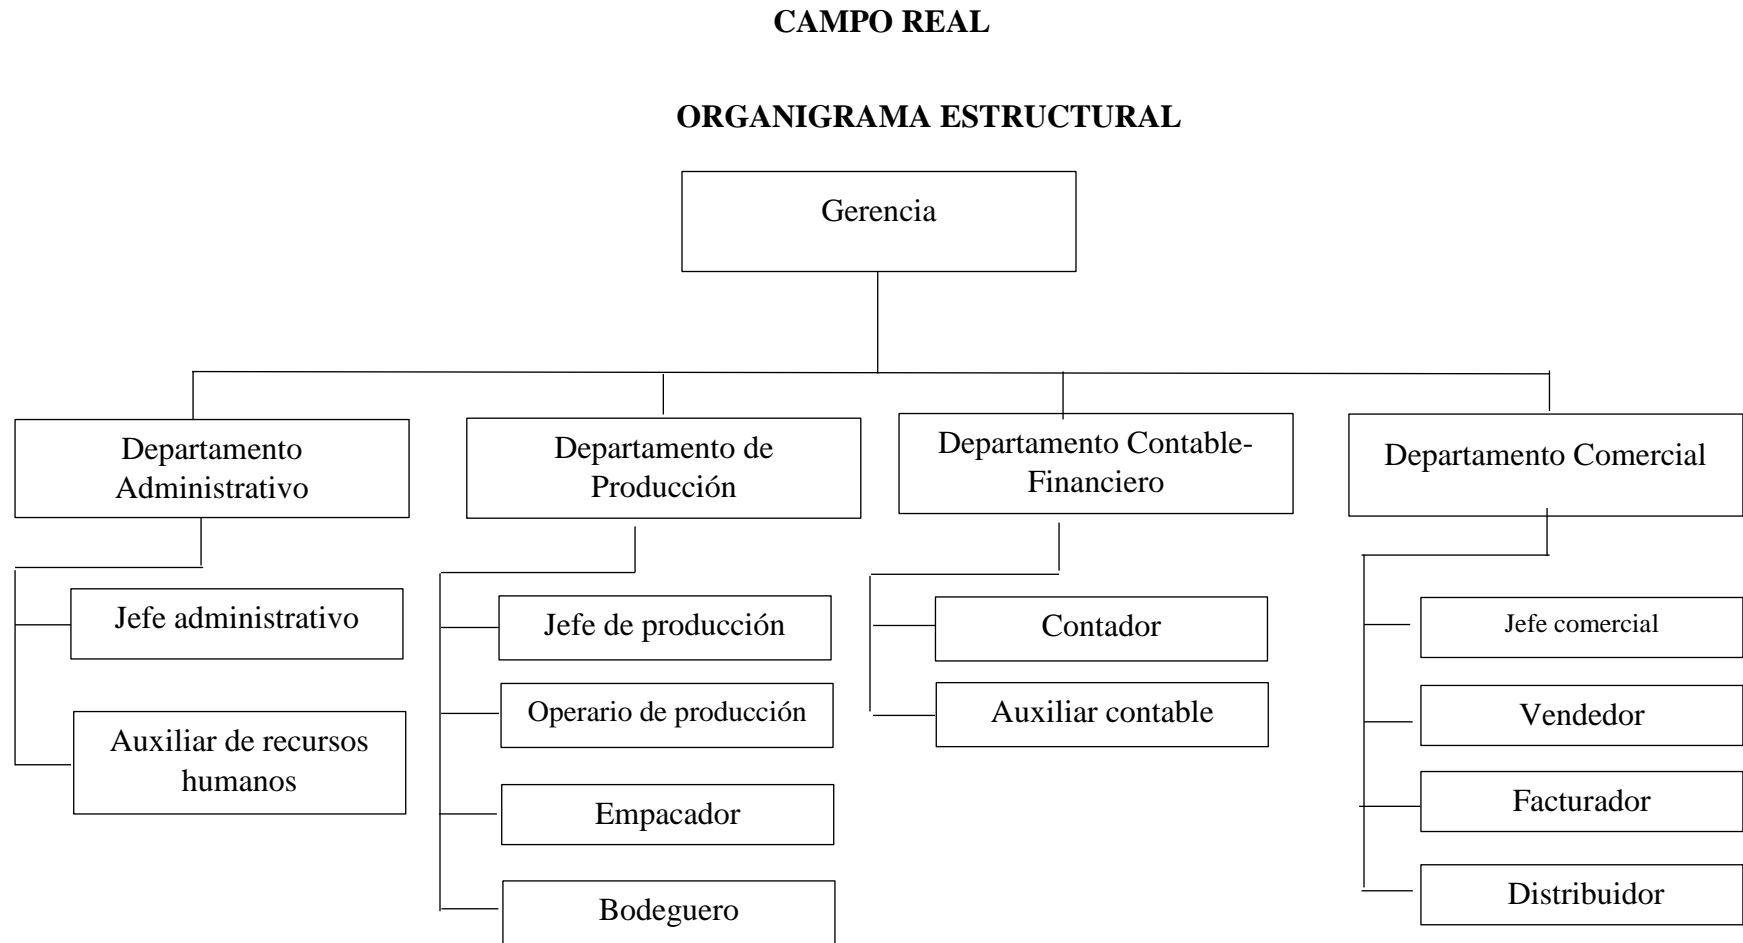 CAMPO REAL
ORGANIGRAMA ESTRUCTURAL
Gerencia
Departamento
Administrativo
Departamento de
Producción
Departamento Contable-
Financiero
Departamento Comercial
Jefe administrativo
Auxiliar de recursos
humanos
Jefe de producción
Operario de producción
Empacador
Bodeguero
Contador
Auxiliar contable
Jefe comercial
Vendedor
Facturador
Distribuidor